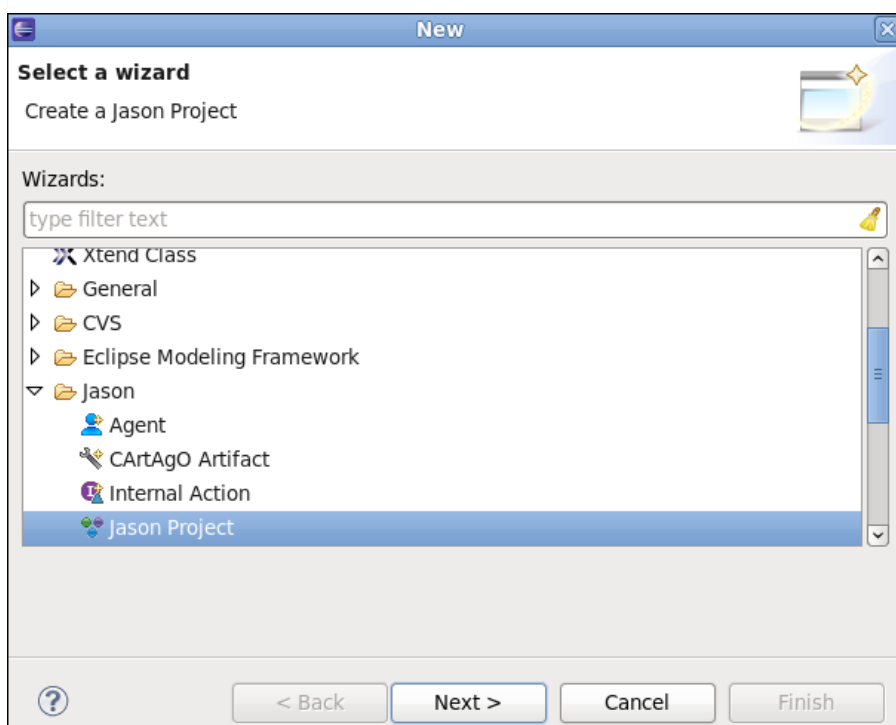 New
Select a wizard
Create a Jason Project
Wizards:
type filter text
Xtend Class
General
CVS
Eclipse Modeling Framework
Jason
Agent
CArtAgO Artifact
Internal Action
Jason Project
? < Back Next > Cancel Finish